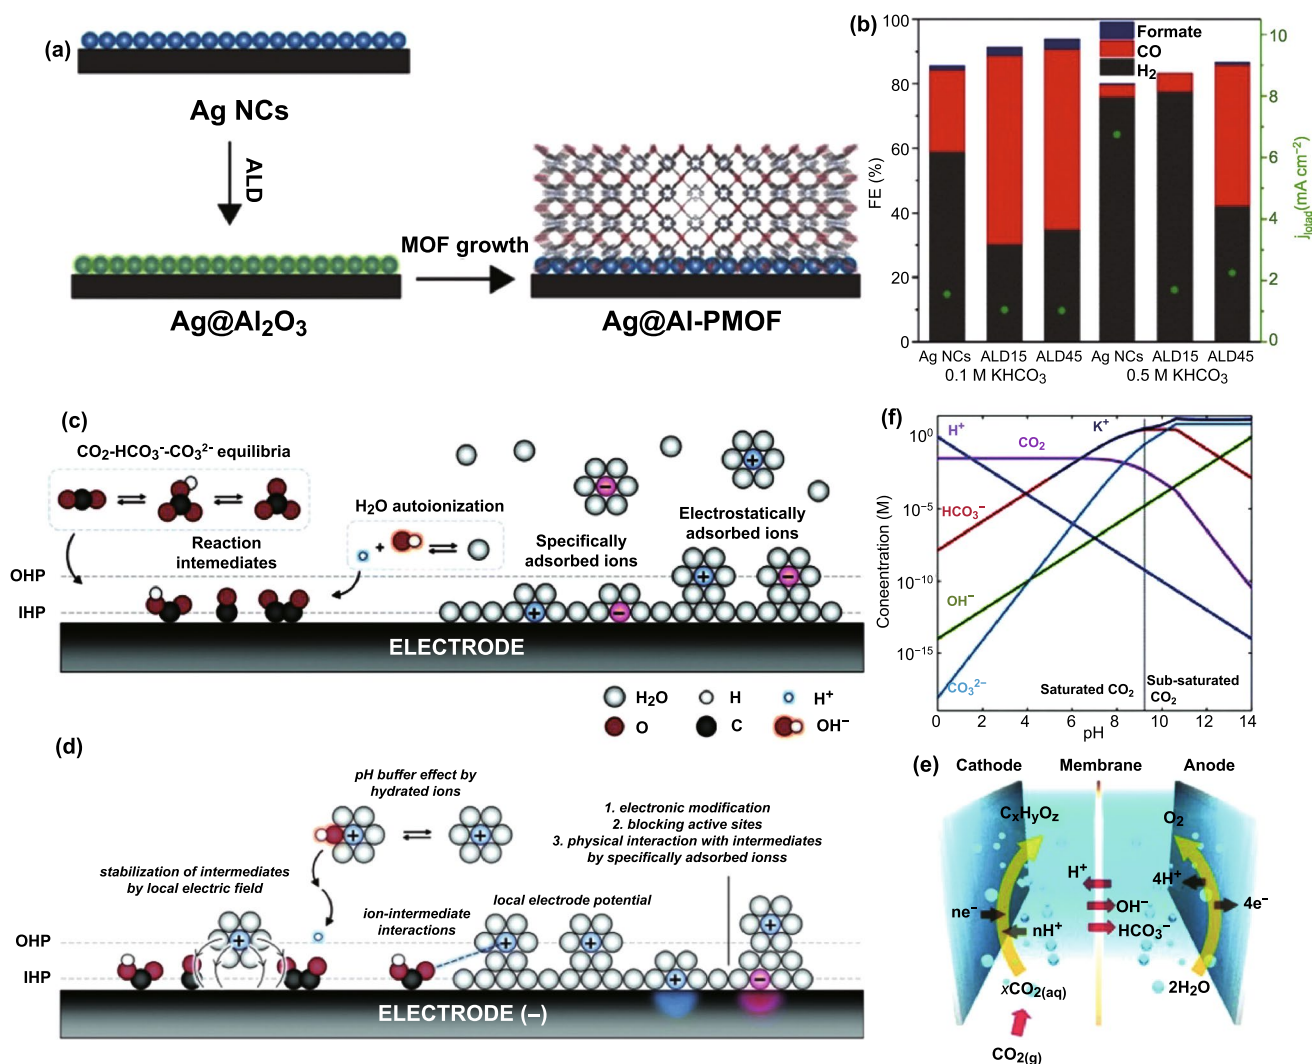 (a)
Ag NCs
ALD
Ag@Al2O3
MOF growth
Ag@Al-PMOF
(b)
Formate
CO
H2
FE (%)
100
80
60
40
20
0
10
8
6
4
2
0
jlotad(mA cm−2)
Ag NCs ALD15 ALD45 Ag NCs ALD15 ALD45
0.1 M KHCO3 0.5 M KHCO3
(c)
CO2-HCO3−-CO32- equilibria
H2O autoionization
Reaction
intemediates
Specifically
adsorbed ions
Electrostatically
adsorbed ions
+
−
+
+
−
+
−
OHP
IHP
ELECTRODE
H2O H H+
O C OH−
(d)
pH buffer effect by
hydrated ions
+
+
stabilization of intermediates
by local electric field
ion-intermediate
interactions
local electrode potential
1. electronic modification
2. blocking active sites
3. physical interaction with intermediates
by specifically adsorbed ionss
+
+
+
+
+
−
OHP
IHP
ELECTRODE (–)
(f)
H+
CO2
K+
HCO3−
OH−
CO32−
Saturated CO2
Sub-saturated
CO2
Coneentration (M)
100
10−5
10−10
10−15
0 2 4 6 8 10 12 14
pH
(e)
Cathode Membrane Anode
CxHyOz
O2
H+
4H+
OH−
4e−
ne−
nH+
HCO3−
xCO2(aq)
2H2O
CO2(g)